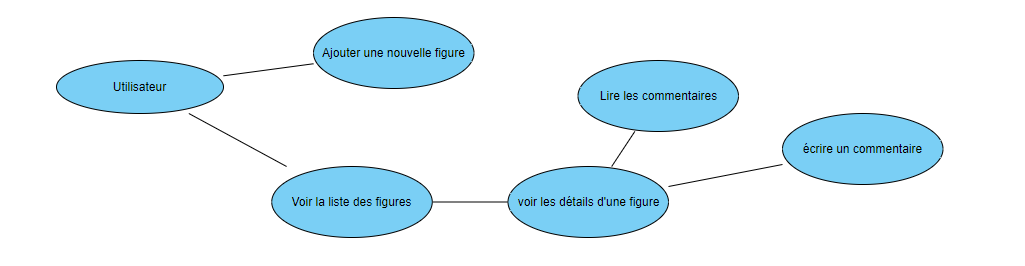 Ajouter une nouvelle figure
Utilisateur
Lire les commentaires
écrire un commentaire
Voir la liste des figures
voir les détails d'une figure